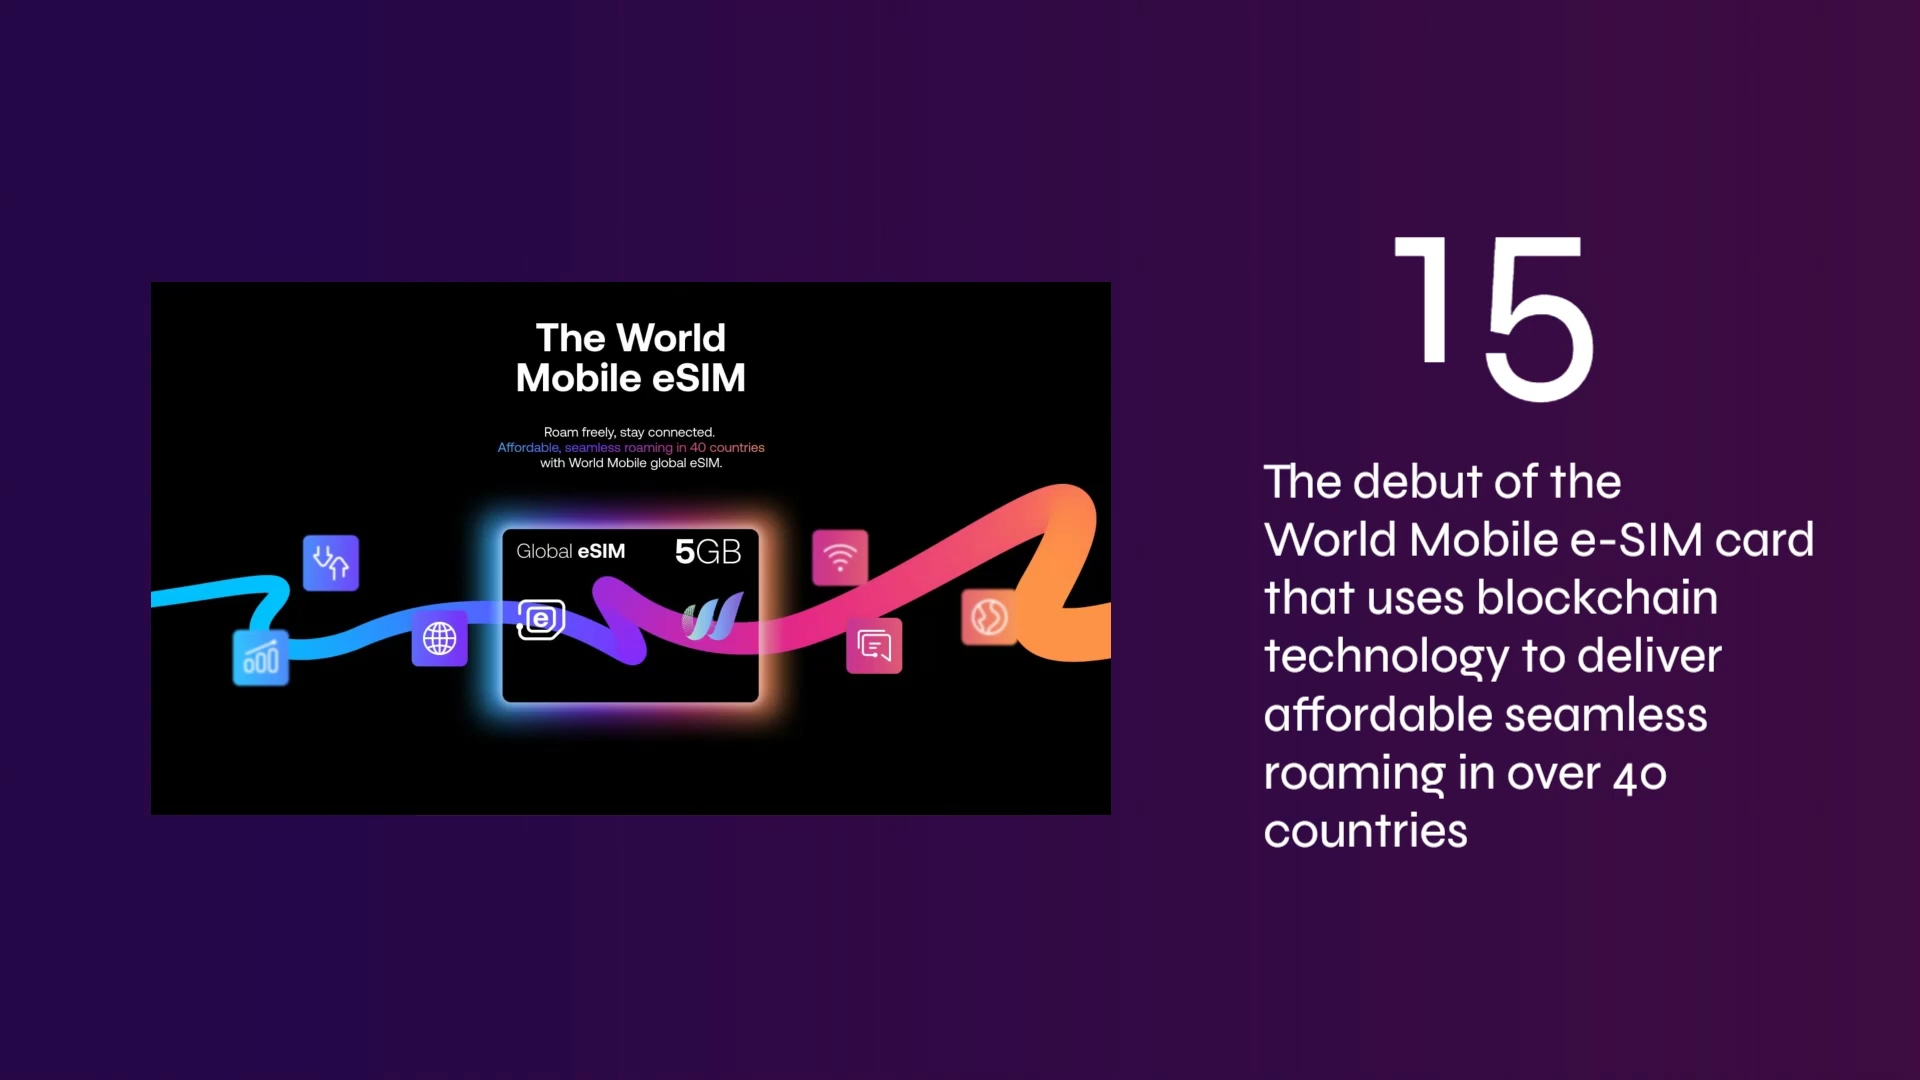 The World
Mobile eSIM
Roam freely, stay connected.
Affordable, seamless roaming in 40 countries
with World Mobile global eSIM.
Global eSIM 5GB
e
15
The debut of the
World Mobile e-SIM card
that uses blockchain
technology to deliver
affordable seamless
roaming in over 40
countries